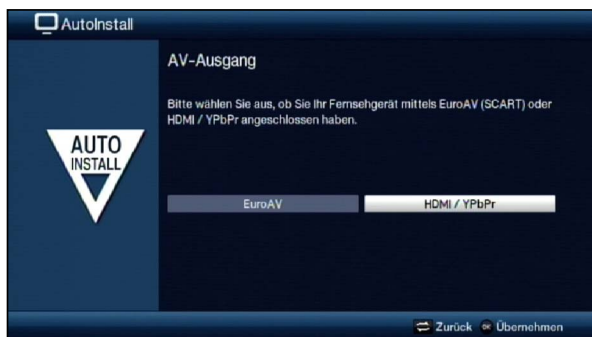 AutoInstall
AV-Ausgang
Bitte wählen Sie aus, ob Sie Ihr Fernsehgerät mittels EuroAV (SCART) oder
HDMI / YPbPr angeschlossen haben.
AUTO
INSTALL
EuroAV
HDMI / YPbPr
Zurück OK Übernehmen